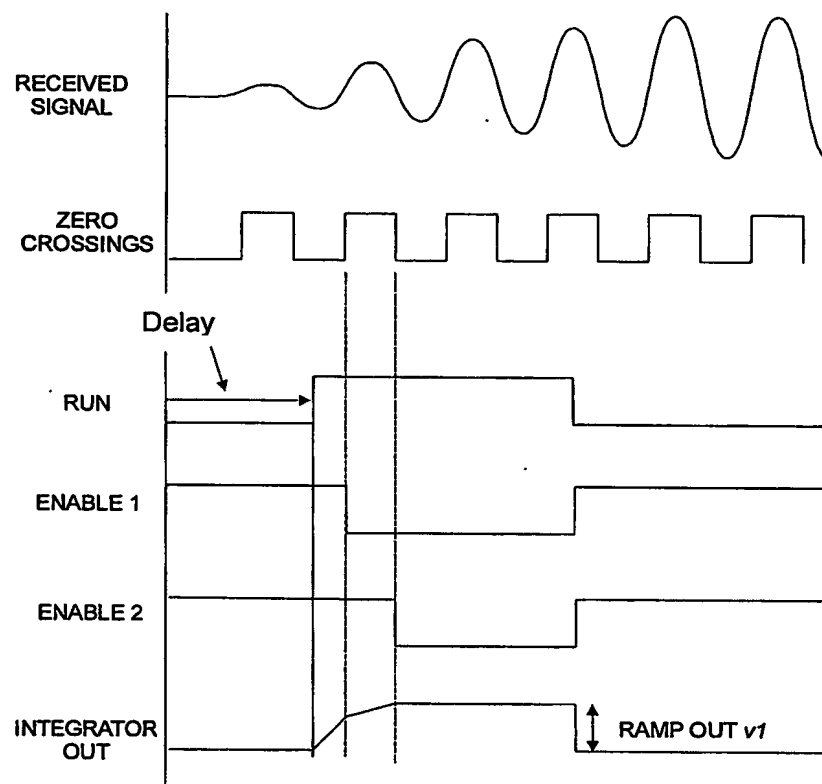 RECEIVED
SIGNAL
ZERO
CROSSINGS
Delay
RUN
ENABLE 1
ENABLE 2
INTEGRATOR
OUT
RAMP OUT v1